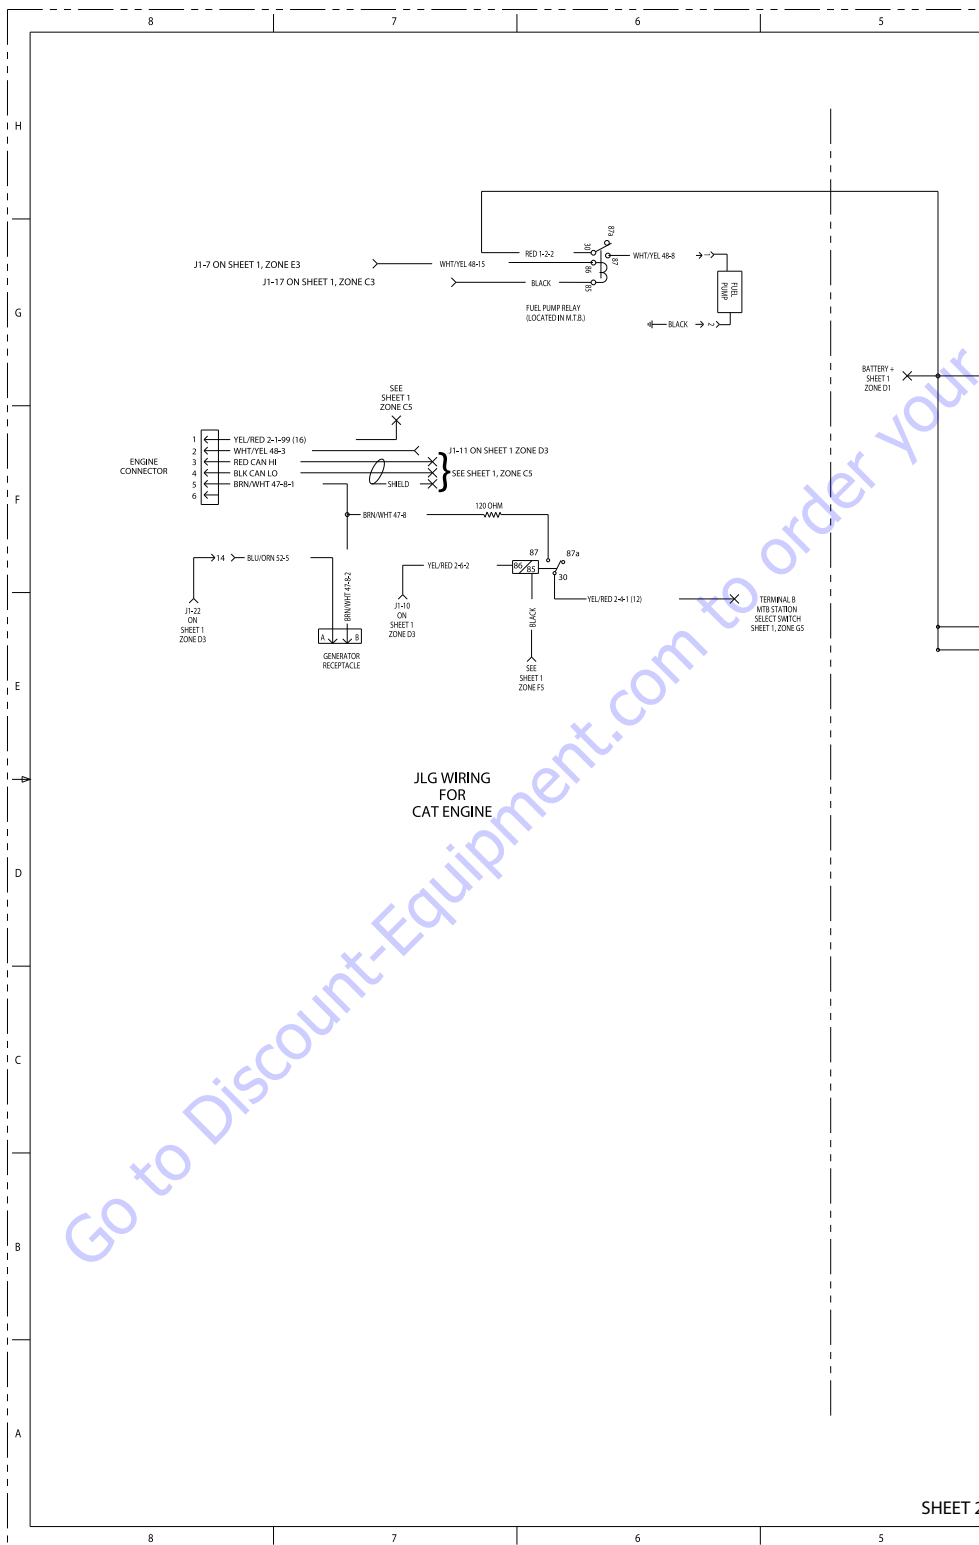 8 7 6 5
H
G
F
E
D
C
B
A
J1-7 ON SHEET 1, ZONE E3
WHT/YEL 48-15
RED 1-2-2
J1-17 ON SHEET 1, ZONE C3
BLACK
30
87a
86
87
85
WHT/YEL 48-8
1
FUEL
PUMP
BLACK
2
FUEL PUMP RELAY
(LOCATED IN M.T.B.)
BATTERY +
SHEET 1
ZONE D1
SEE
SHEET 1
ZONE C5
ENGINE
CONNECTOR
1 YEL/RED 2-1-99 (16)
2 WHT/YEL 48-3
3 RED CAN HI
4 BLK CAN LO
5 BRN/WHT 47-8-1
6
SHIELD
J1-11 ON SHEET 1 ZONE D3
SEE SHEET 1, ZONE C5
BRN/WHT 47-8
120 OHM
14 BLU/ORN 52-5
BRN/WHT 47-8-2
J1-22
ON
SHEET 1
ZONE D3
A B
GENERATOR
RECEPTACLE
YEL/RED 2-6-2
J1-10
ON
SHEET 1
ZONE D3
87
87a
86
85
30
BLACK
SEE
SHEET 1
ZONE F5
YEL/RED 2-4-1 (12)
TERMINAL B
MTB STATION
SELECT SWITCH
SHEET 1, ZONE G5
JLG WIRING
FOR
CAT ENGINE
Go to Discount-Equipment.com to order your
SHEET 2
8 7 6 5